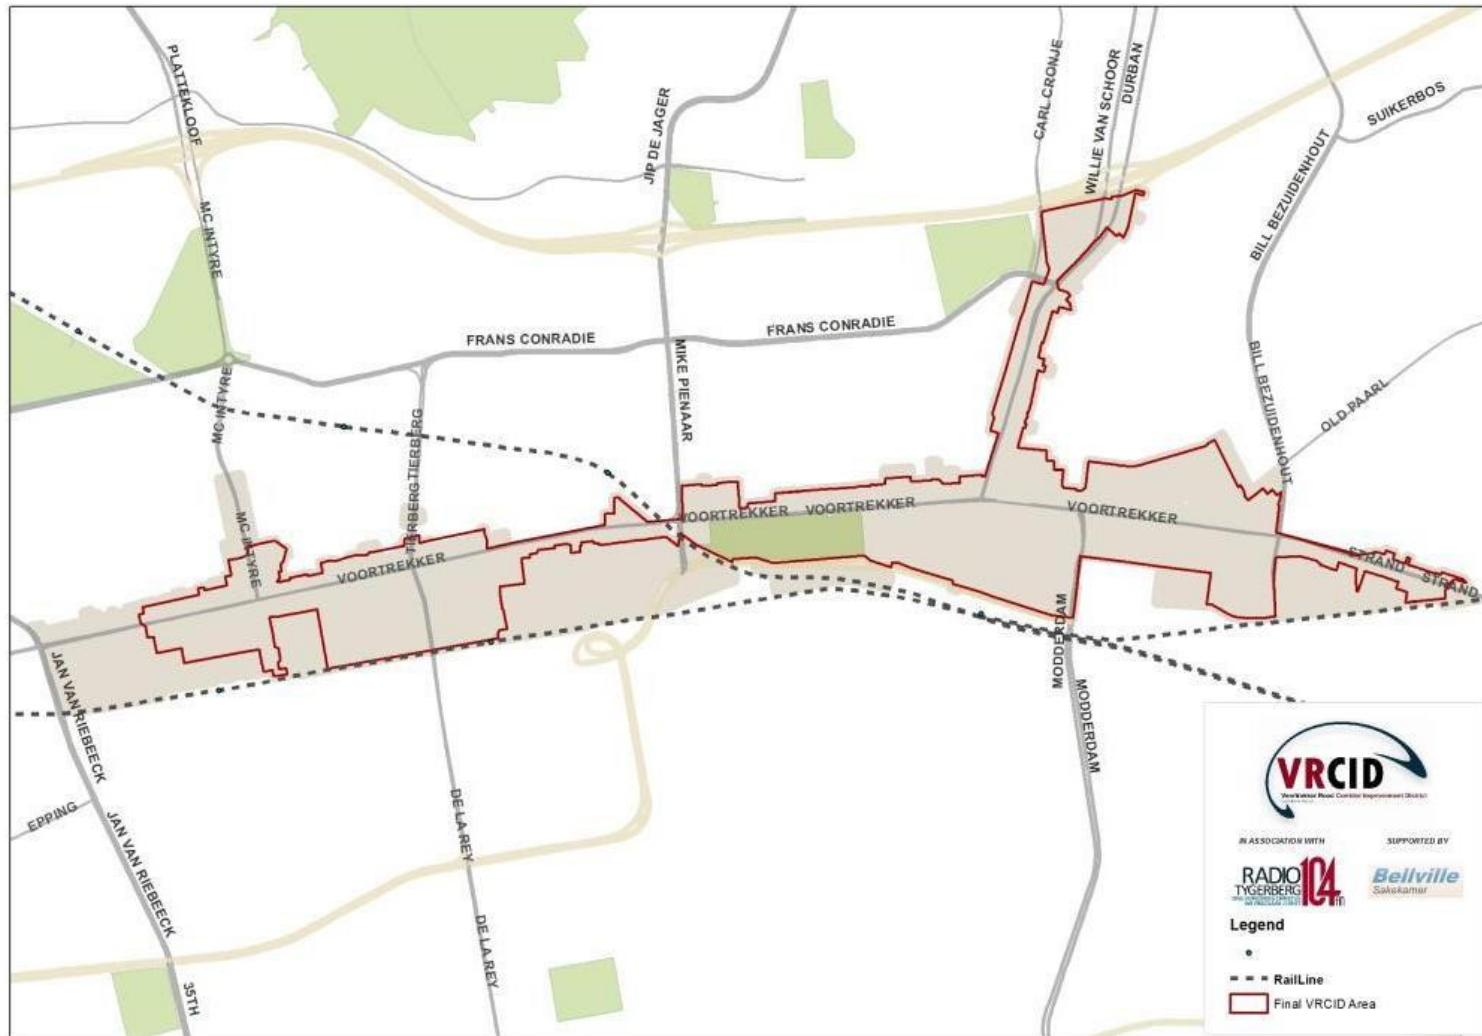 PLATTEKLOOF
CARL CRONJE
WILLIE VAN SCHOOR
DURBAN
SUIKERBOS
JIP DE JAGER
BILL BEZUIDENHOUT
MC INTYRE
FRANS CONRADIE
FRANS CONRADIE
MIKE PIENAAR
BILL BEZUIDENHOUT
OLD PAARL
MC INTYRE
TIERBERG
TIERBERG
MC INTYRE
VOORTREKKER
VOORTREKKER
VOORTREKKER
VOORTREKKER
STRAND
STRAND
MODDERDAM
MODDERDAM
JAN VAN RIEBEECK
EPPING
JAN VAN RIEBEECK
DE LA REY
DE LA REY
35TH
VRCID
Voortrekker Road Corridor Improvement District
IN ASSOCIATION WITH
SUPPORTED BY
RADIO
TYGERBERG
104
fm
Bellville
Sakekamer
Legend
RailLine
Final VRCID Area